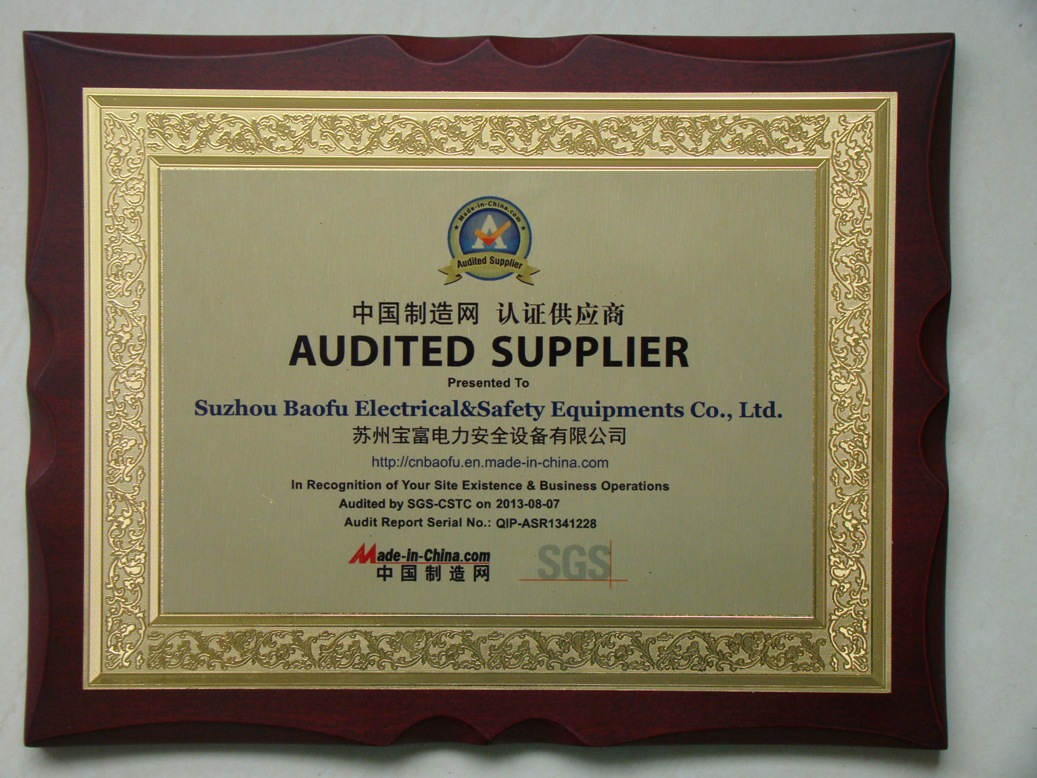 Made-in-China.com
Audited Supplier
中国制造网 认证供应商
AUDITED SUPPLIER
Presented To
Suzhou Baofu Electrical&Safety Equipments Co., Ltd.
苏州宝富电力安全设备有限公司
http://cnbaofu.en.made-in-china.com
In Recognition of Your Site Existence & Business Operations
Audited by SGS-CSTC on 2013-08-07
Audit Report Serial No.: QIP-ASR1341228
Made-in-China.com
中国制造网
SGS